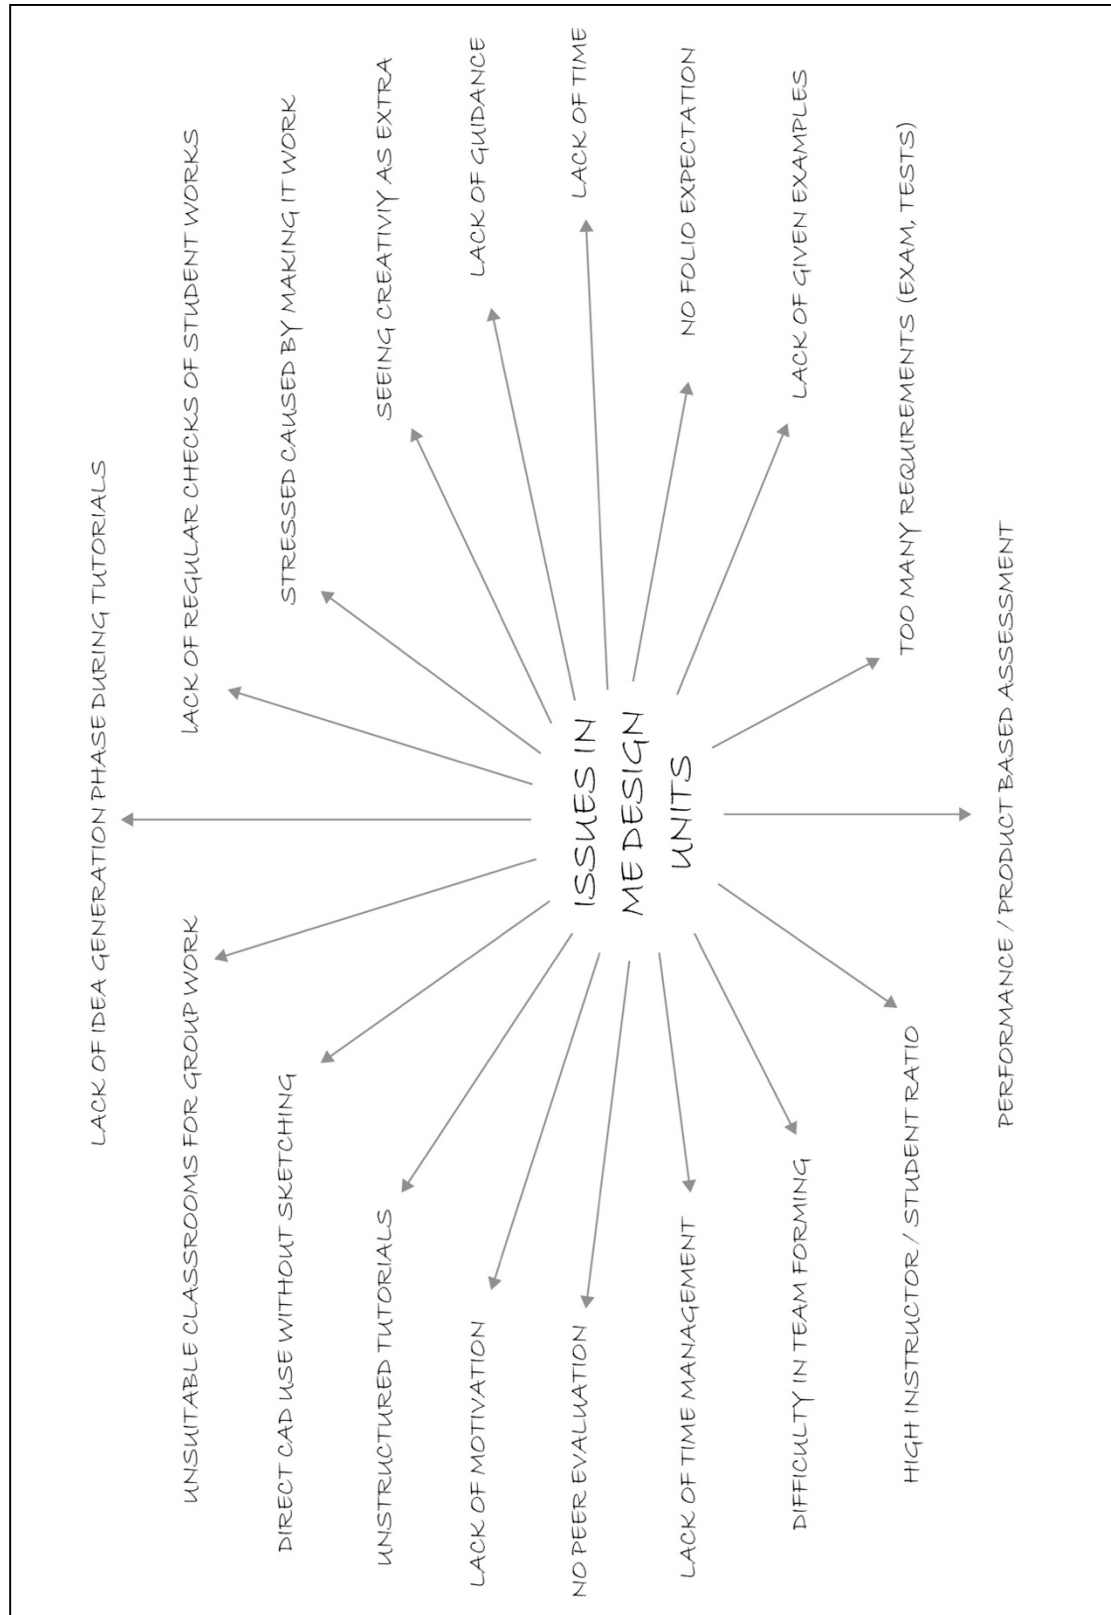 LACK OF IDEA GENERATION PHASE DURING TUTORIALS
UNSUITABLE CLASSROOMS FOR GROUP WORK
lACK OF REGULAR CHECKS OF STUDENT WORKS
DIRECT CAD USE WITHOUT SKETCHING
STRESSED CAUSED BY MAKING IT WORK
UNSTRUCTURED TUTORIALS
SEEING CREATIVIY AS EXTRA
LACK OF MOTIVATION
LACK OF GUIDANCE
NO PEER EVALUATION
ISSUES IN
ME DESIGN
UNITS
LACK OF TIME
LACK OF TIME MANAGEMENT
NO FOLIO EXPECTATION
DIFFICULTY IN TEAM FORMING
LACK OF GIVEN EXAMPLES
HIGH INSTRUCTOR / STUDENT RATIO
TOO MANY REQUIREMENTS (EXAM, TESTS)
PERFORMANCE / PRODUCT BASED ASSESSMENT